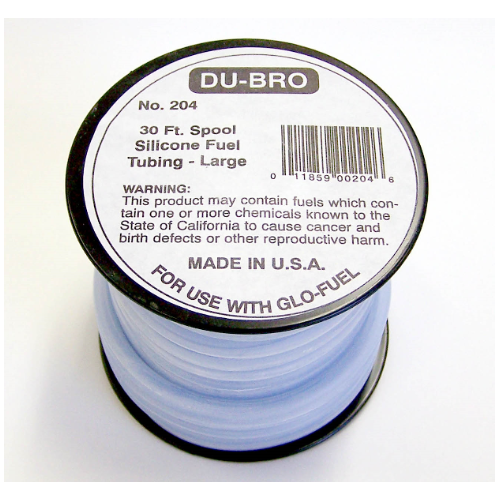 DU-BRO
No. 204
30 Ft. Spool
Silicone Fuel
Tubing - Large
0 11859 00204 6
WARNING:
This product may contain fuels which con-
tain one or more chemicals known to the
State of California to cause cancer and
birth defects or other reproductive harm.
MADE IN U.S.A.
FOR USE WITH GLO-FUEL